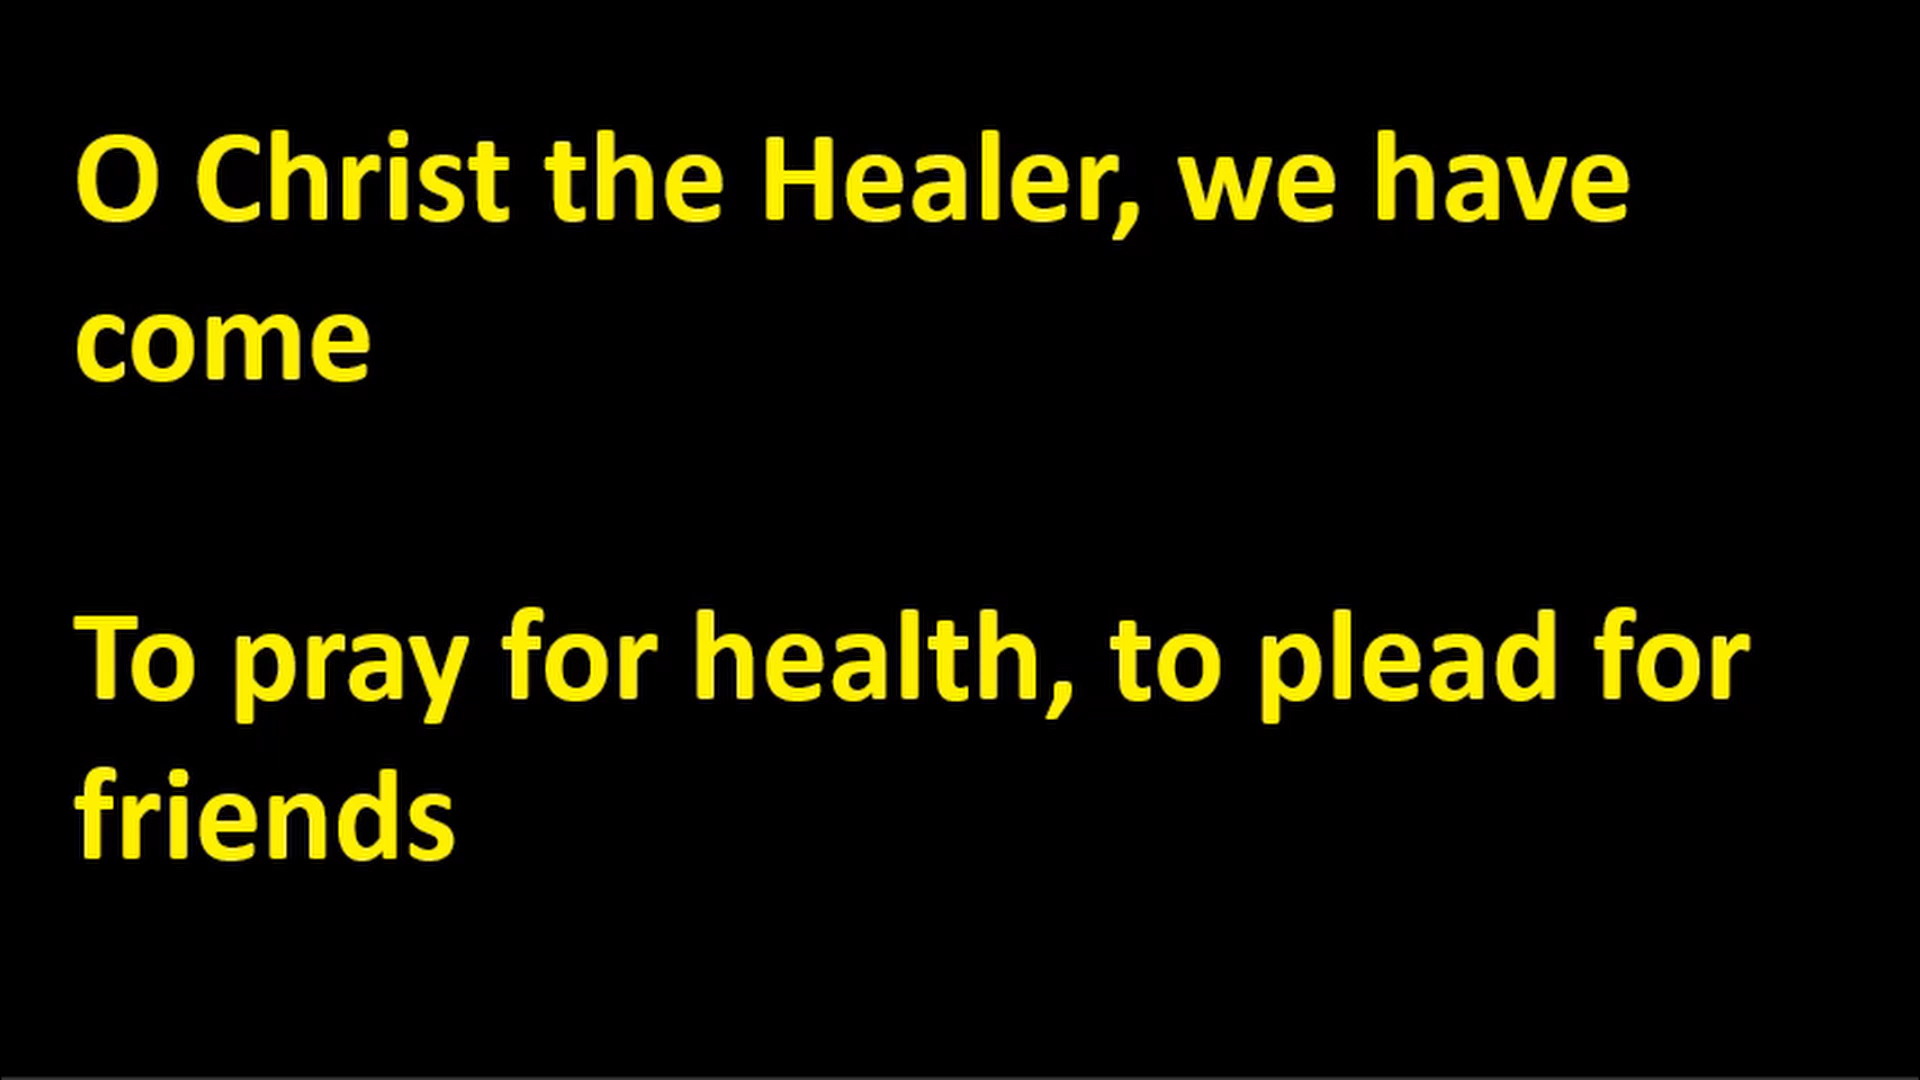 O Christ the Healer, we have
come
To pray for health, to plead for
friends